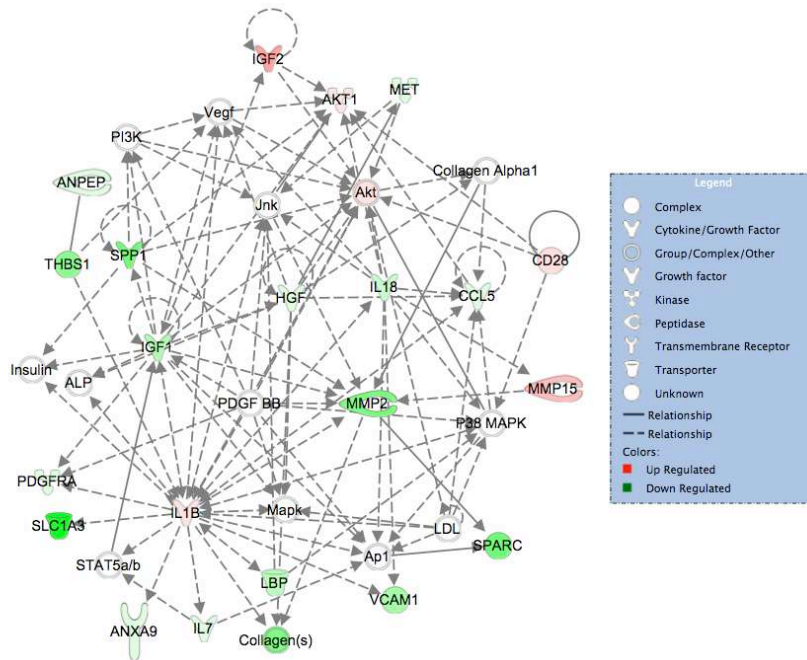 IGF2
AKT1
MET
Vegf
PI3K
Collagen Alpha1
ANPEP
Akt
Jnk
SPP1
THBS1
CD28
HGF
IL18
CCL5
IGF1
Insulin
ALP
MMP15
PDGF BB
MMP2
P38 MAPK
PDGFRA
SLC1A3
IL1B
Mapk
LDL
STAT5a/b
Ap1
SPARC
LBP
VCAM1
ANXA9
IL7
Collagen(s)
Legend
Complex
Cytokine/Growth Factor
Group/Complex/Other
Growth factor
Kinase
Peptidase
Transmembrane Receptor
Transporter
Unknown
Relationship
Relationship
Colors:
Up Regulated
Down Regulated